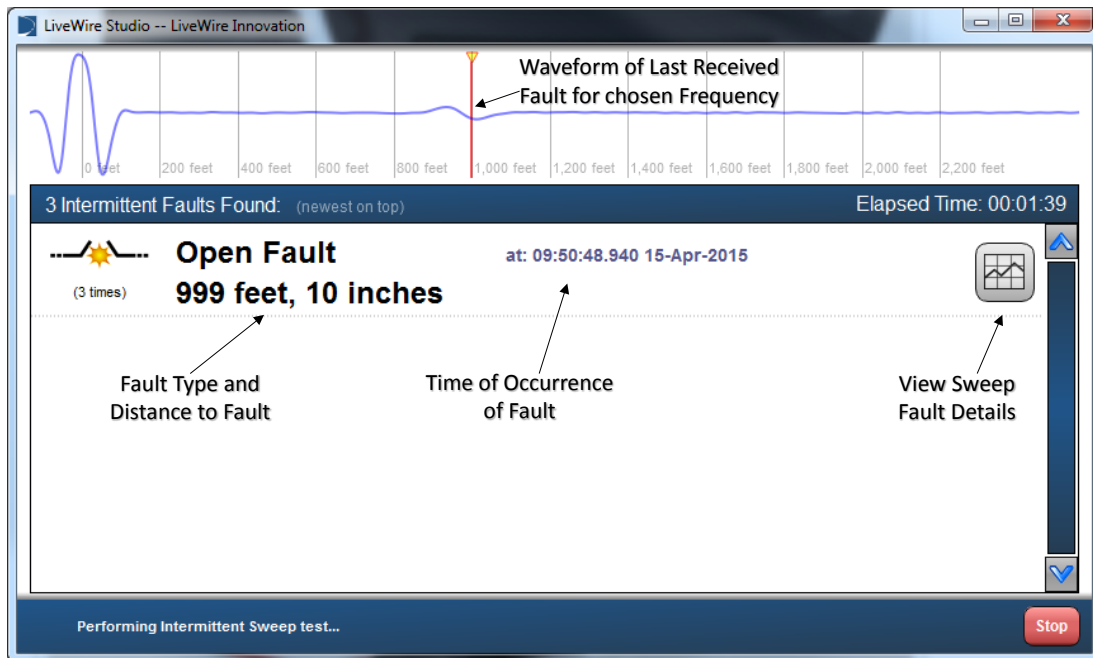 LiveWire Studio -- LiveWire Innovation
Waveform of Last Received
Fault for chosen Frequency
0 feet
200 feet
400 feet
600 feet
800 feet
1,000 feet
1,200 feet
1,400 feet
1,600 feet
1,800 feet
2,000 feet
2,200 feet
3 Intermittent Faults Found: (newest on top)
Elapsed Time: 00:01:39
Open Fault
at: 09:50:48.940 15-Apr-2015
(3 times)
999 feet, 10 inches
Fault Type and
Distance to Fault
Time of Occurrence
of Fault
View Sweep
Fault Details
Performing Intermittent Sweep test...
Stop